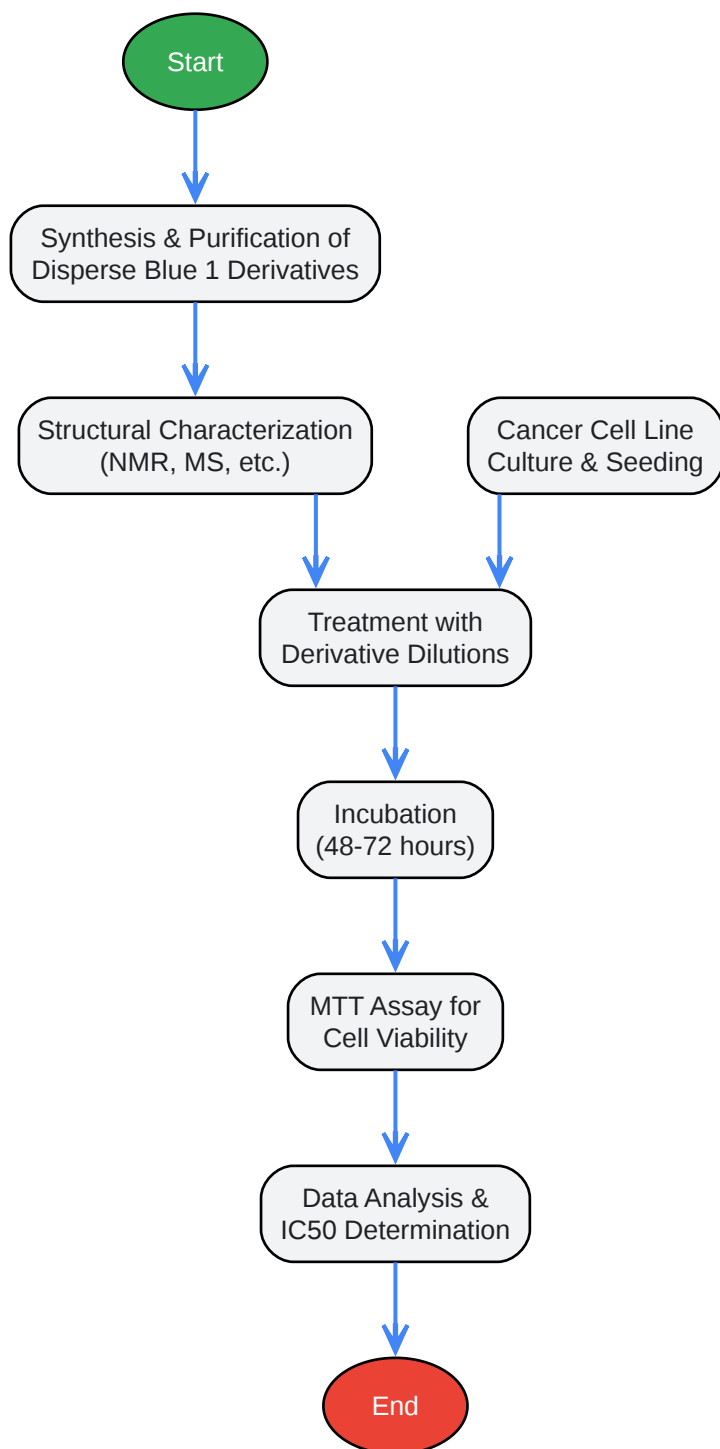 Start
Synthesis & Purification of
Disperse Blue 1 Derivatives
Structural Characterization
(NMR, MS, etc.)
Cancer Cell Line
Culture & Seeding
Treatment with
Derivative Dilutions
Incubation
(48-72 hours)
MTT Assay for
Cell Viability
Data Analysis &
IC50 Determination
End